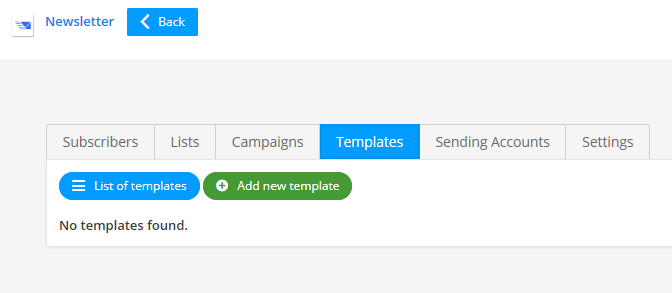 Newsletter Back
Subscribers Lists Campaigns Templates Sending Accounts Settings
List of templates Add new template
No templates found.